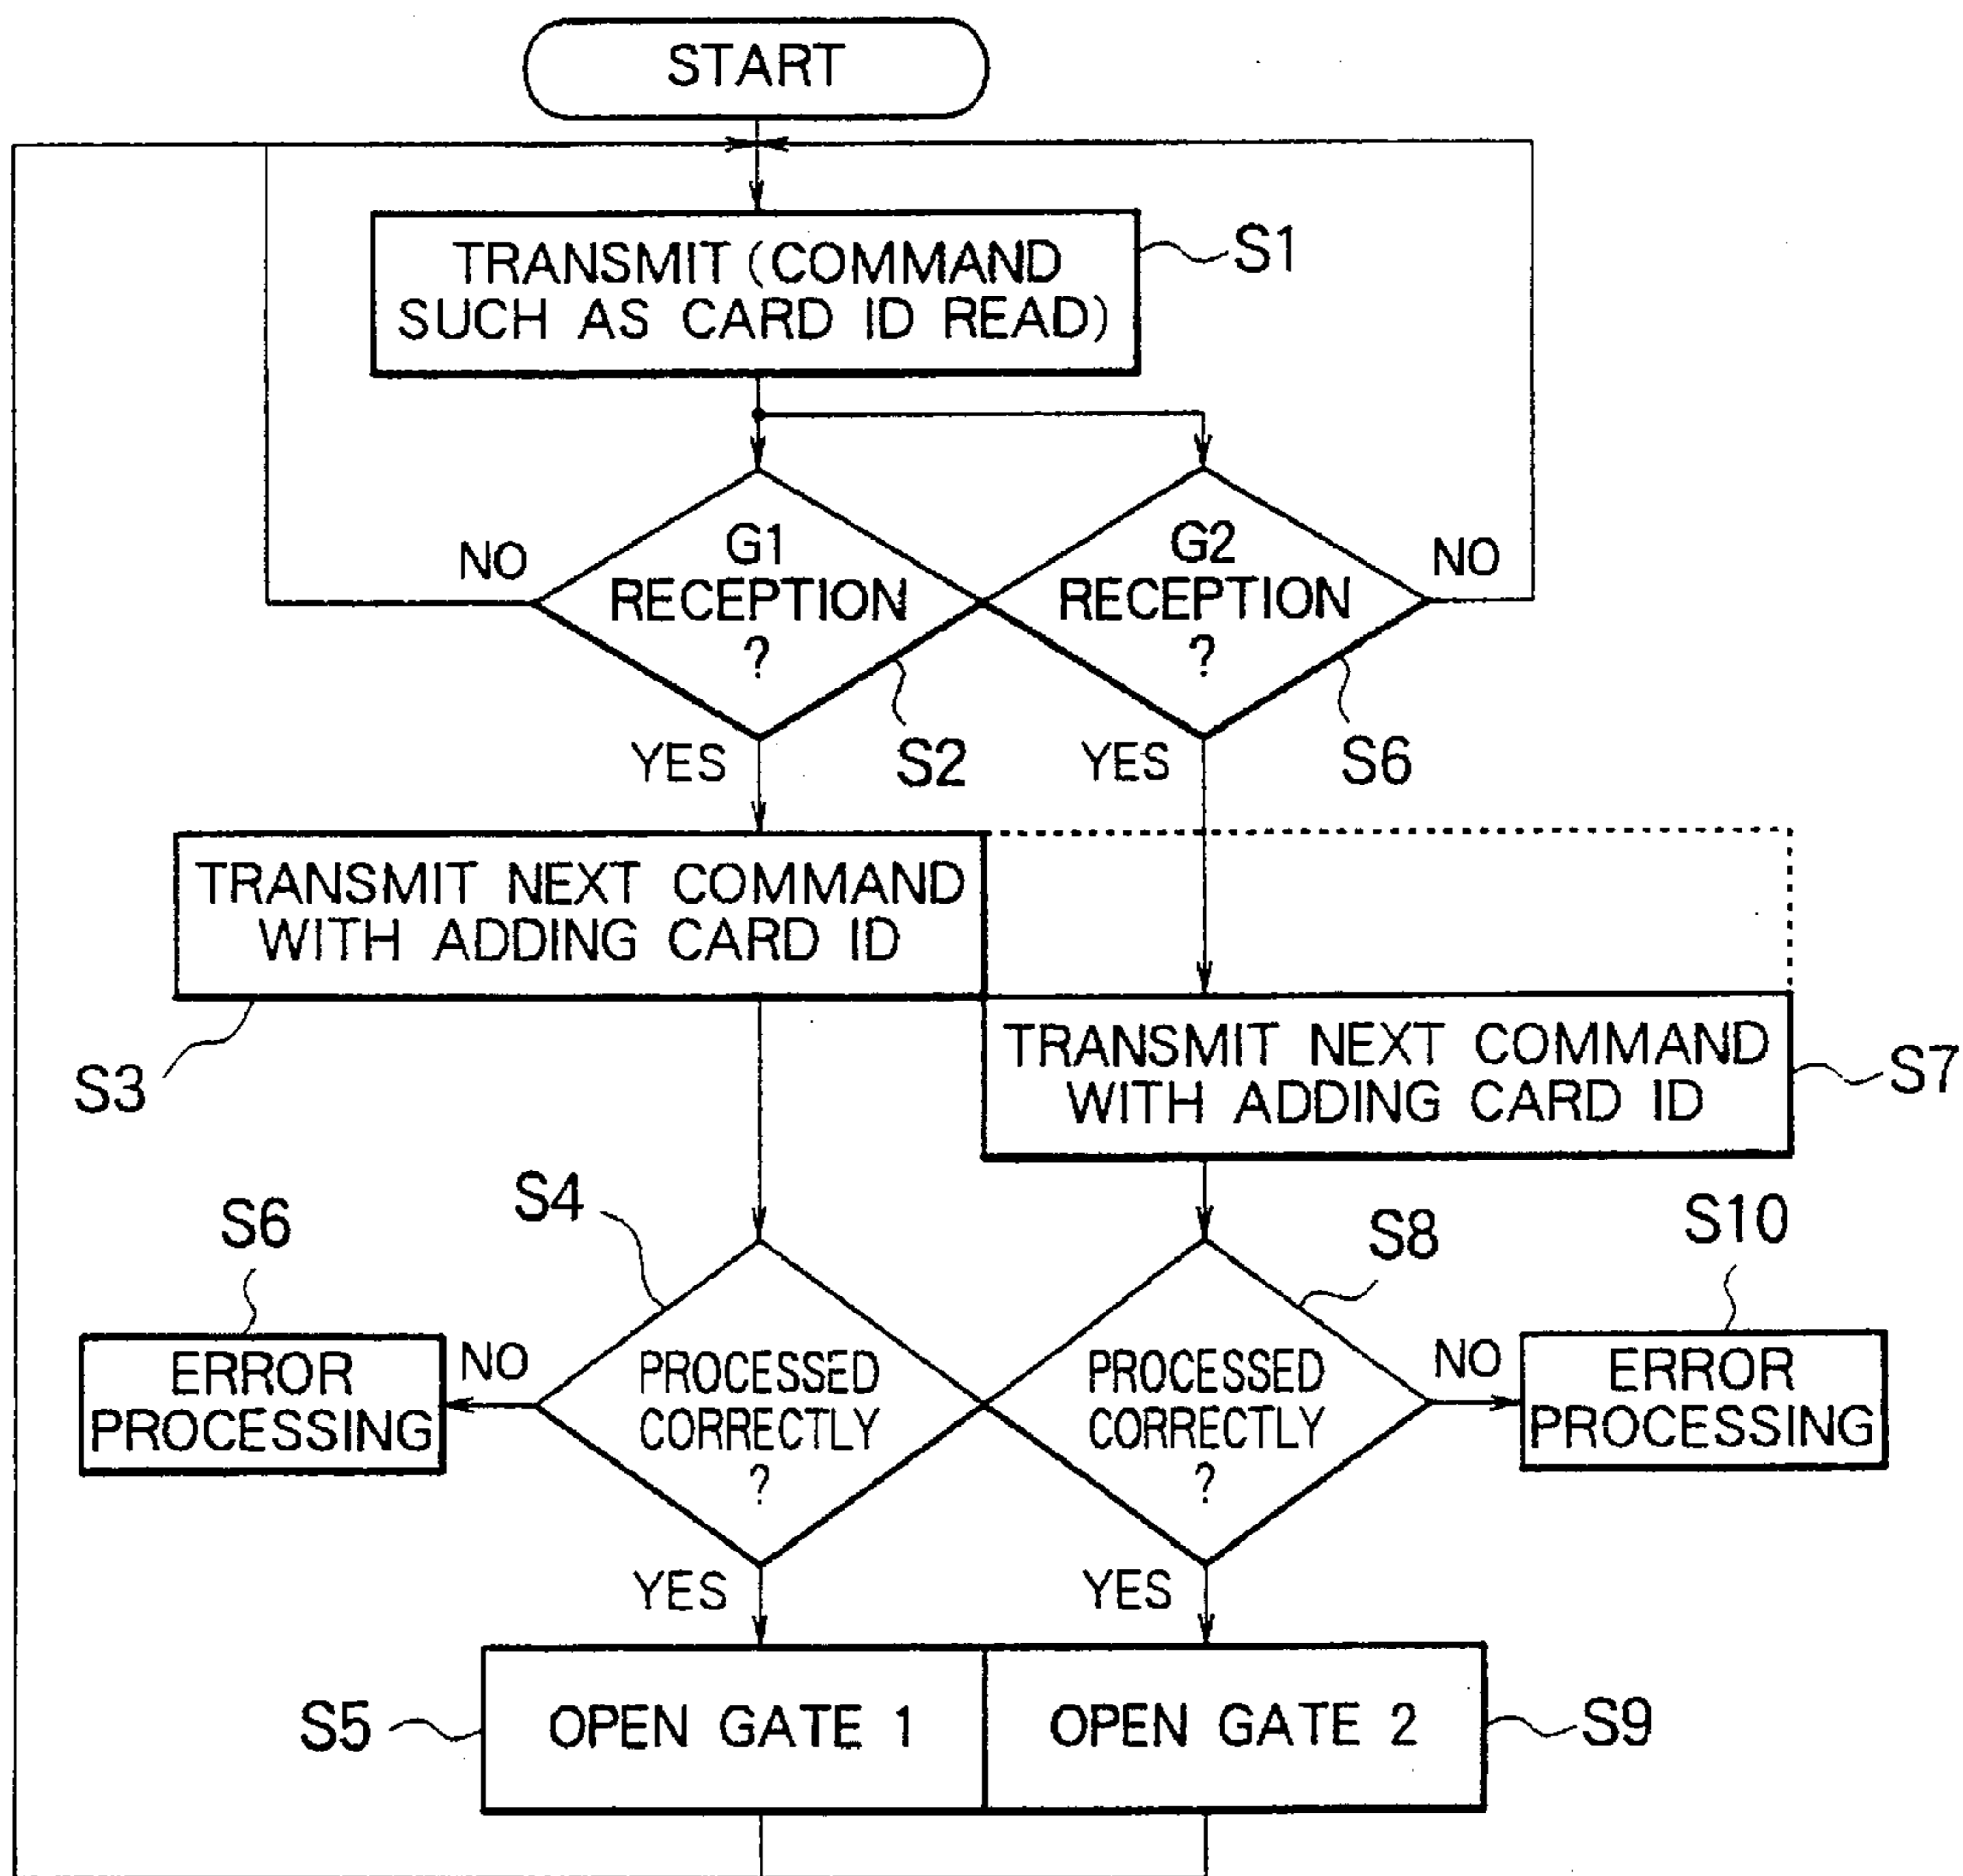 START
TRANSMIT (COMMAND
SUCH AS CARD ID READ)
S1
G1
RECEPTION
?
NO
YES
S2
G2
RECEPTION
?
NO
YES
S6
TRANSMIT NEXT COMMAND
WITH ADDING CARD ID
S3
TRANSMIT NEXT COMMAND
WITH ADDING CARD ID
S7
S4
PROCESSED
CORRECTLY
?
NO
YES
S6
ERROR
PROCESSING
S8
PROCESSED
CORRECTLY
?
NO
YES
S10
ERROR
PROCESSING
S5
OPEN GATE 1
OPEN GATE 2
S9